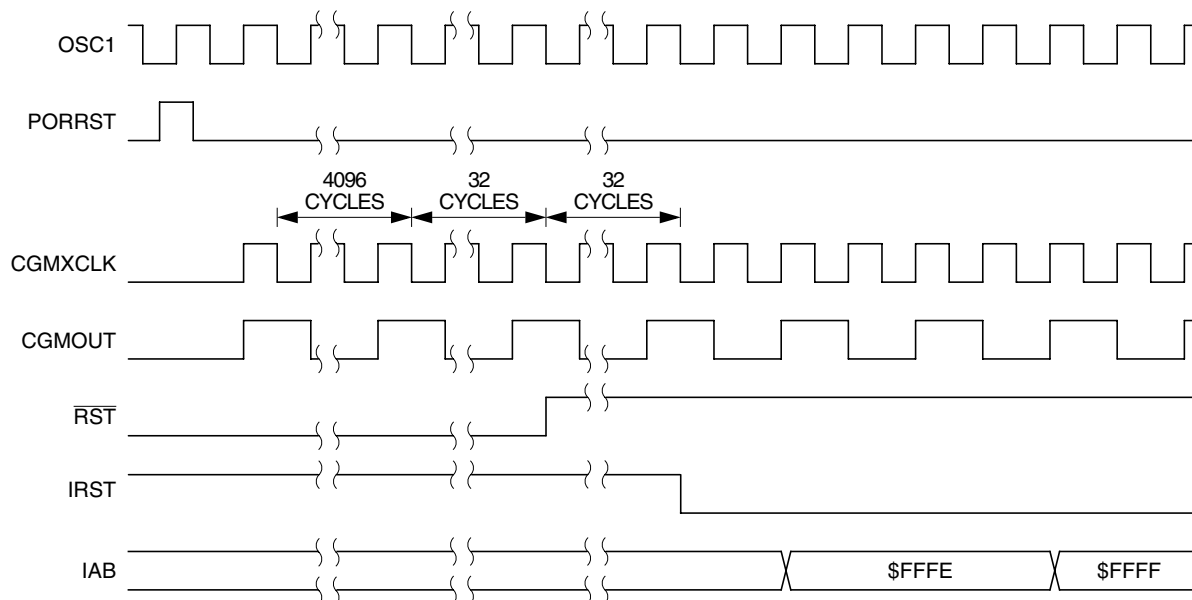 OSC1
PORRST
4096
CYCLES
32
CYCLES
32
CYCLES
CGMXCLK
CGMOUT
RST
IRST
IAB
$FFFE
$FFFF